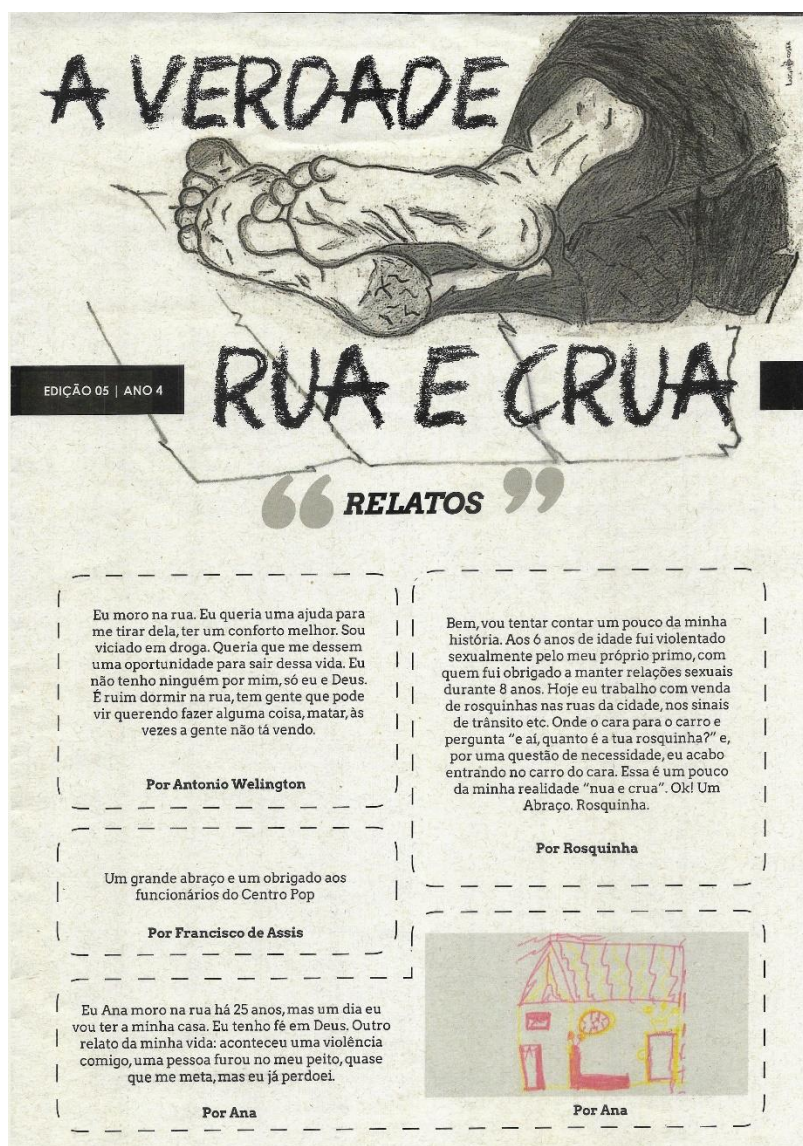 A VERDADE
RUA E CRUA
EDIÇÃO 05 | ANO 4
“ RELATOS ”
Eu moro na rua. Eu queria uma ajuda para
me tirar dela, ter um conforto melhor. Sou
viciado em droga. Queria que me dessem
uma oportunidade para sair dessa vida. Eu
não tenho ninguém por mim, só eu e Deus.
É ruim dormir na rua, tem gente que pode
vir querendo fazer alguma coisa, matar, às
vezes a gente não tá vendo.
Por Antonio Welington
Um grande abraço e um obrigado aos
funcionários do Centro Pop
Por Francisco de Assis
Eu Ana moro na rua há 25 anos, mas um dia eu
vou ter a minha casa. Eu tenho fé em Deus. Outro
relato da minha vida: aconteceu uma violência
comigo, uma pessoa furou no meu peito, quase
que me meta, mas eu já perdoei.
Por Ana
Bem, vou tentar contar um pouco da minha
história. Aos 6 anos de idade fui violentado
sexualmente pelo meu próprio primo, com
quem fui obrigado a manter relações sexuais
durante 8 anos. Hoje eu trabalho com venda
de rosquinhas nas ruas da cidade, nos sinais
de trânsito etc. Onde o cara para o carro e
pergunta “e aí, quanto é a tua rosquinha?” e,
por uma questão de necessidade, eu acabo
entrando no carro do cara. Essa é um pouco
da minha realidade “nua e crua”. Ok! Um
Abraço. Rosquinha.
Por Rosquinha
Por Ana